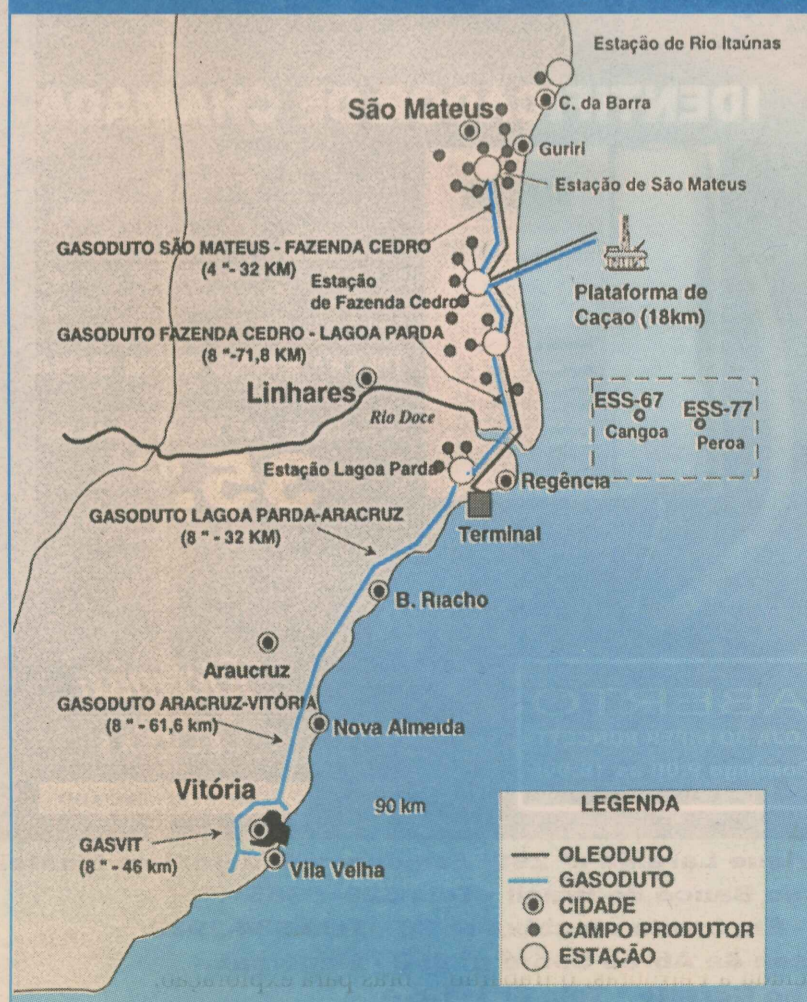 Estação de Rio Itaúnas
C. da Barra
São Mateus
Guriri
Estação de São Mateus
GASODUTO SÃO MATEUS - FAZENDA CEDRO
(4 "- 32 KM)
Estação
de Fazenda Cedro
Plataforma de
Caçao (18km)
GASODUTO FAZENDA CEDRO - LAGOA PARDA
(8 "-71,8 KM)
Linhares
Rio Doce
ESS-67
Cangoa
ESS-77
Peroa
Estação Lagoa Parda
Regência
GASODUTO LAGOA PARDA-ARACRUZ
(8 " - 32 KM)
Terminal
B. Riacho
Araucruz
GASODUTO ARACRUZ-VITÓRIA
(8 " - 61,6 km)
Nova Almeida
Vitória
90 km
GASVIT
(8 " - 46 km)
Vila Velha
LEGENDA
OLEODUTO
GASODUTO
CIDADE
CAMPO PRODUTOR
ESTAÇÃO